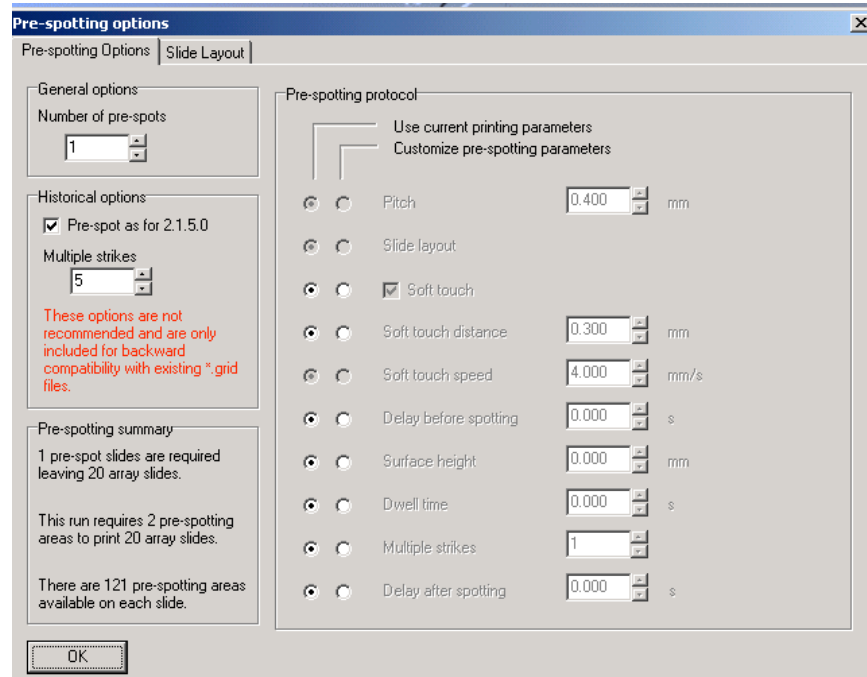 Pre-spotting options
Pre-spotting Options
Slide Layout
General options
Number of pre-spots
1
Historical options
Pre-spot as for 2.1.5.0
Multiple strikes
5
These options are not
recommended and are only
included for backward
compatibility with existing *.grid
files.
Pre-spotting summary
1 pre-spot slides are required
leaving 20 array slides.
This run requires 2 pre-spotting
areas to print 20 array slides.
There are 121 pre-spotting areas
available on each slide.
OK
Pre-spotting protocol
Use current printing parameters
Customize pre-spotting parameters
Pitch 0.400 mm
Slide layout
Soft touch
Soft touch distance 0.300 mm
Soft touch speed 4.000 mm/s
Delay before spotting 0.000 s
Surface height 0.000 mm
Dwell time 0.000 s
Multiple strikes 1
Delay after spotting 0.000 s